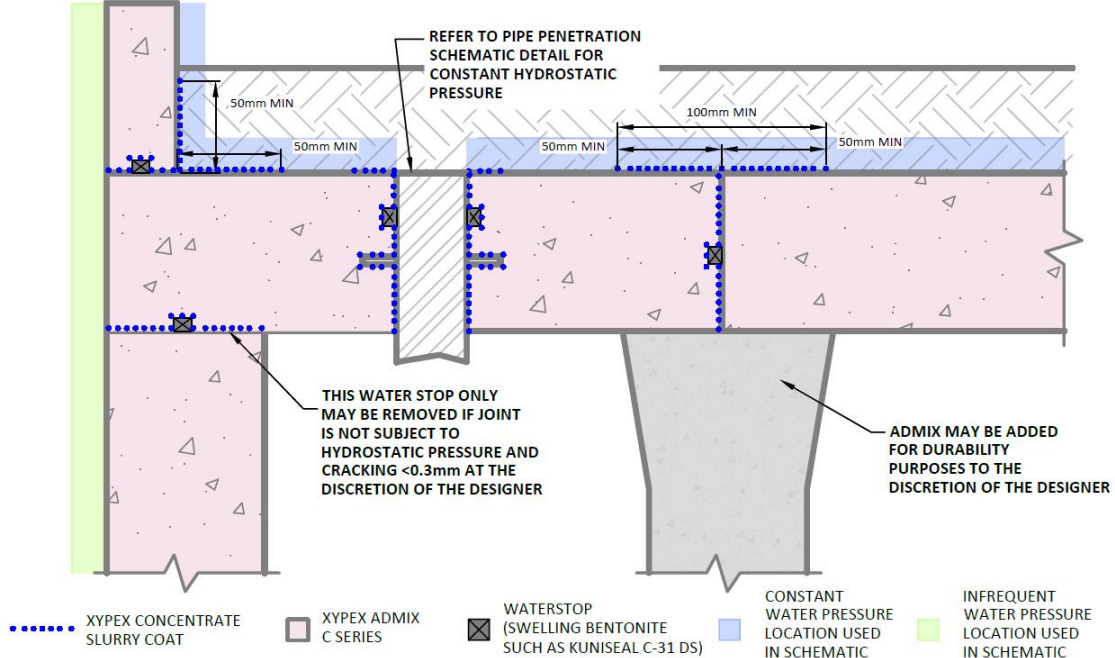 REFER TO PIPE PENETRATION
SCHEMATIC DETAIL FOR
CONSTANT HYDROSTATIC
PRESSURE
50mm MIN
100mm MIN
50mm MIN
50mm MIN
50mm MIN
THIS WATER STOP ONLY
MAY BE REMOVED IF JOINT
IS NOT SUBJECT TO
HYDROSTATIC PRESSURE AND
CRACKING <0.3mm AT THE
DISCRETION OF THE DESIGNER
ADMIX MAY BE ADDED
FOR DURABILITY
PURPOSES TO THE
DISCRETION OF THE DESIGNER
XYPEX CONCENTRATE
SLURRY COAT
XYPEX ADMIX
C SERIES
WATERSTOP
(SWELLING BENTONITE
SUCH AS KUNISEAL C-31 DS)
CONSTANT
WATER PRESSURE
LOCATION USED
IN SCHEMATIC
INFREQUENT
WATER PRESSURE
LOCATION USED
IN SCHEMATIC